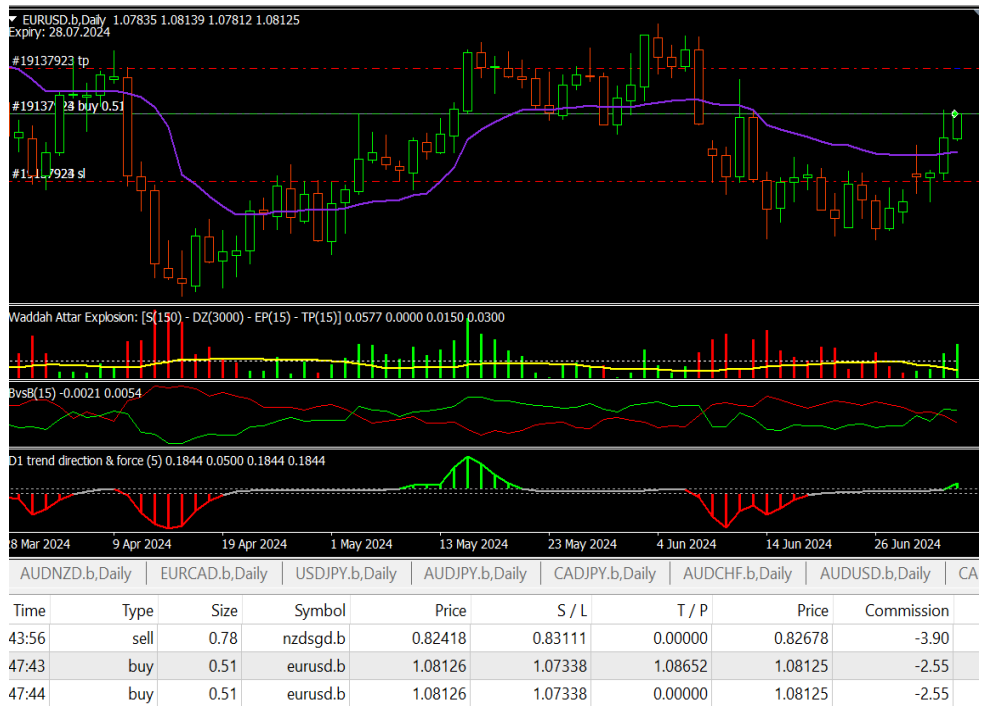 EURUSD.b,Daily 1.07835 1.08139 1.07812 1.08125
Expiry: 28.07.2024
#19137923 tp
buy 0.51
sl
Waddah Attar Explosion: [S(150) - DZ(3000) - EP(15) - TP(15)] 0.0577 0.0000 0.0150 0.0300
BvsB(15) -0.0021 0.0054
D1 trend direction & force (5) 0.1844 0.0500 0.1844 0.1844
28 Mar 2024 9 Apr 2024 19 Apr 2024 1 May 2024 13 May 2024 23 May 2024 4 Jun 2024 14 Jun 2024 26 Jun 2024
AUDNZD.b,Daily EURCAD.b,Daily USDJPY.b,Daily AUDJPY.b,Daily CADJPY.b,Daily AUDCHF.b,Daily AUDUSD.b,Daily CA
Time Type Size Symbol Price S / L T / P Price Commission
43:56 sell 0.78 nzdsgd.b 0.82418 0.83111 0.00000 0.82678 -3.90
47:43 buy 0.51 eurusd.b 1.08126 1.07338 1.08652 1.08125 -2.55
47:44 buy 0.51 eurusd.b 1.08126 1.07338 0.00000 1.08125 -2.55